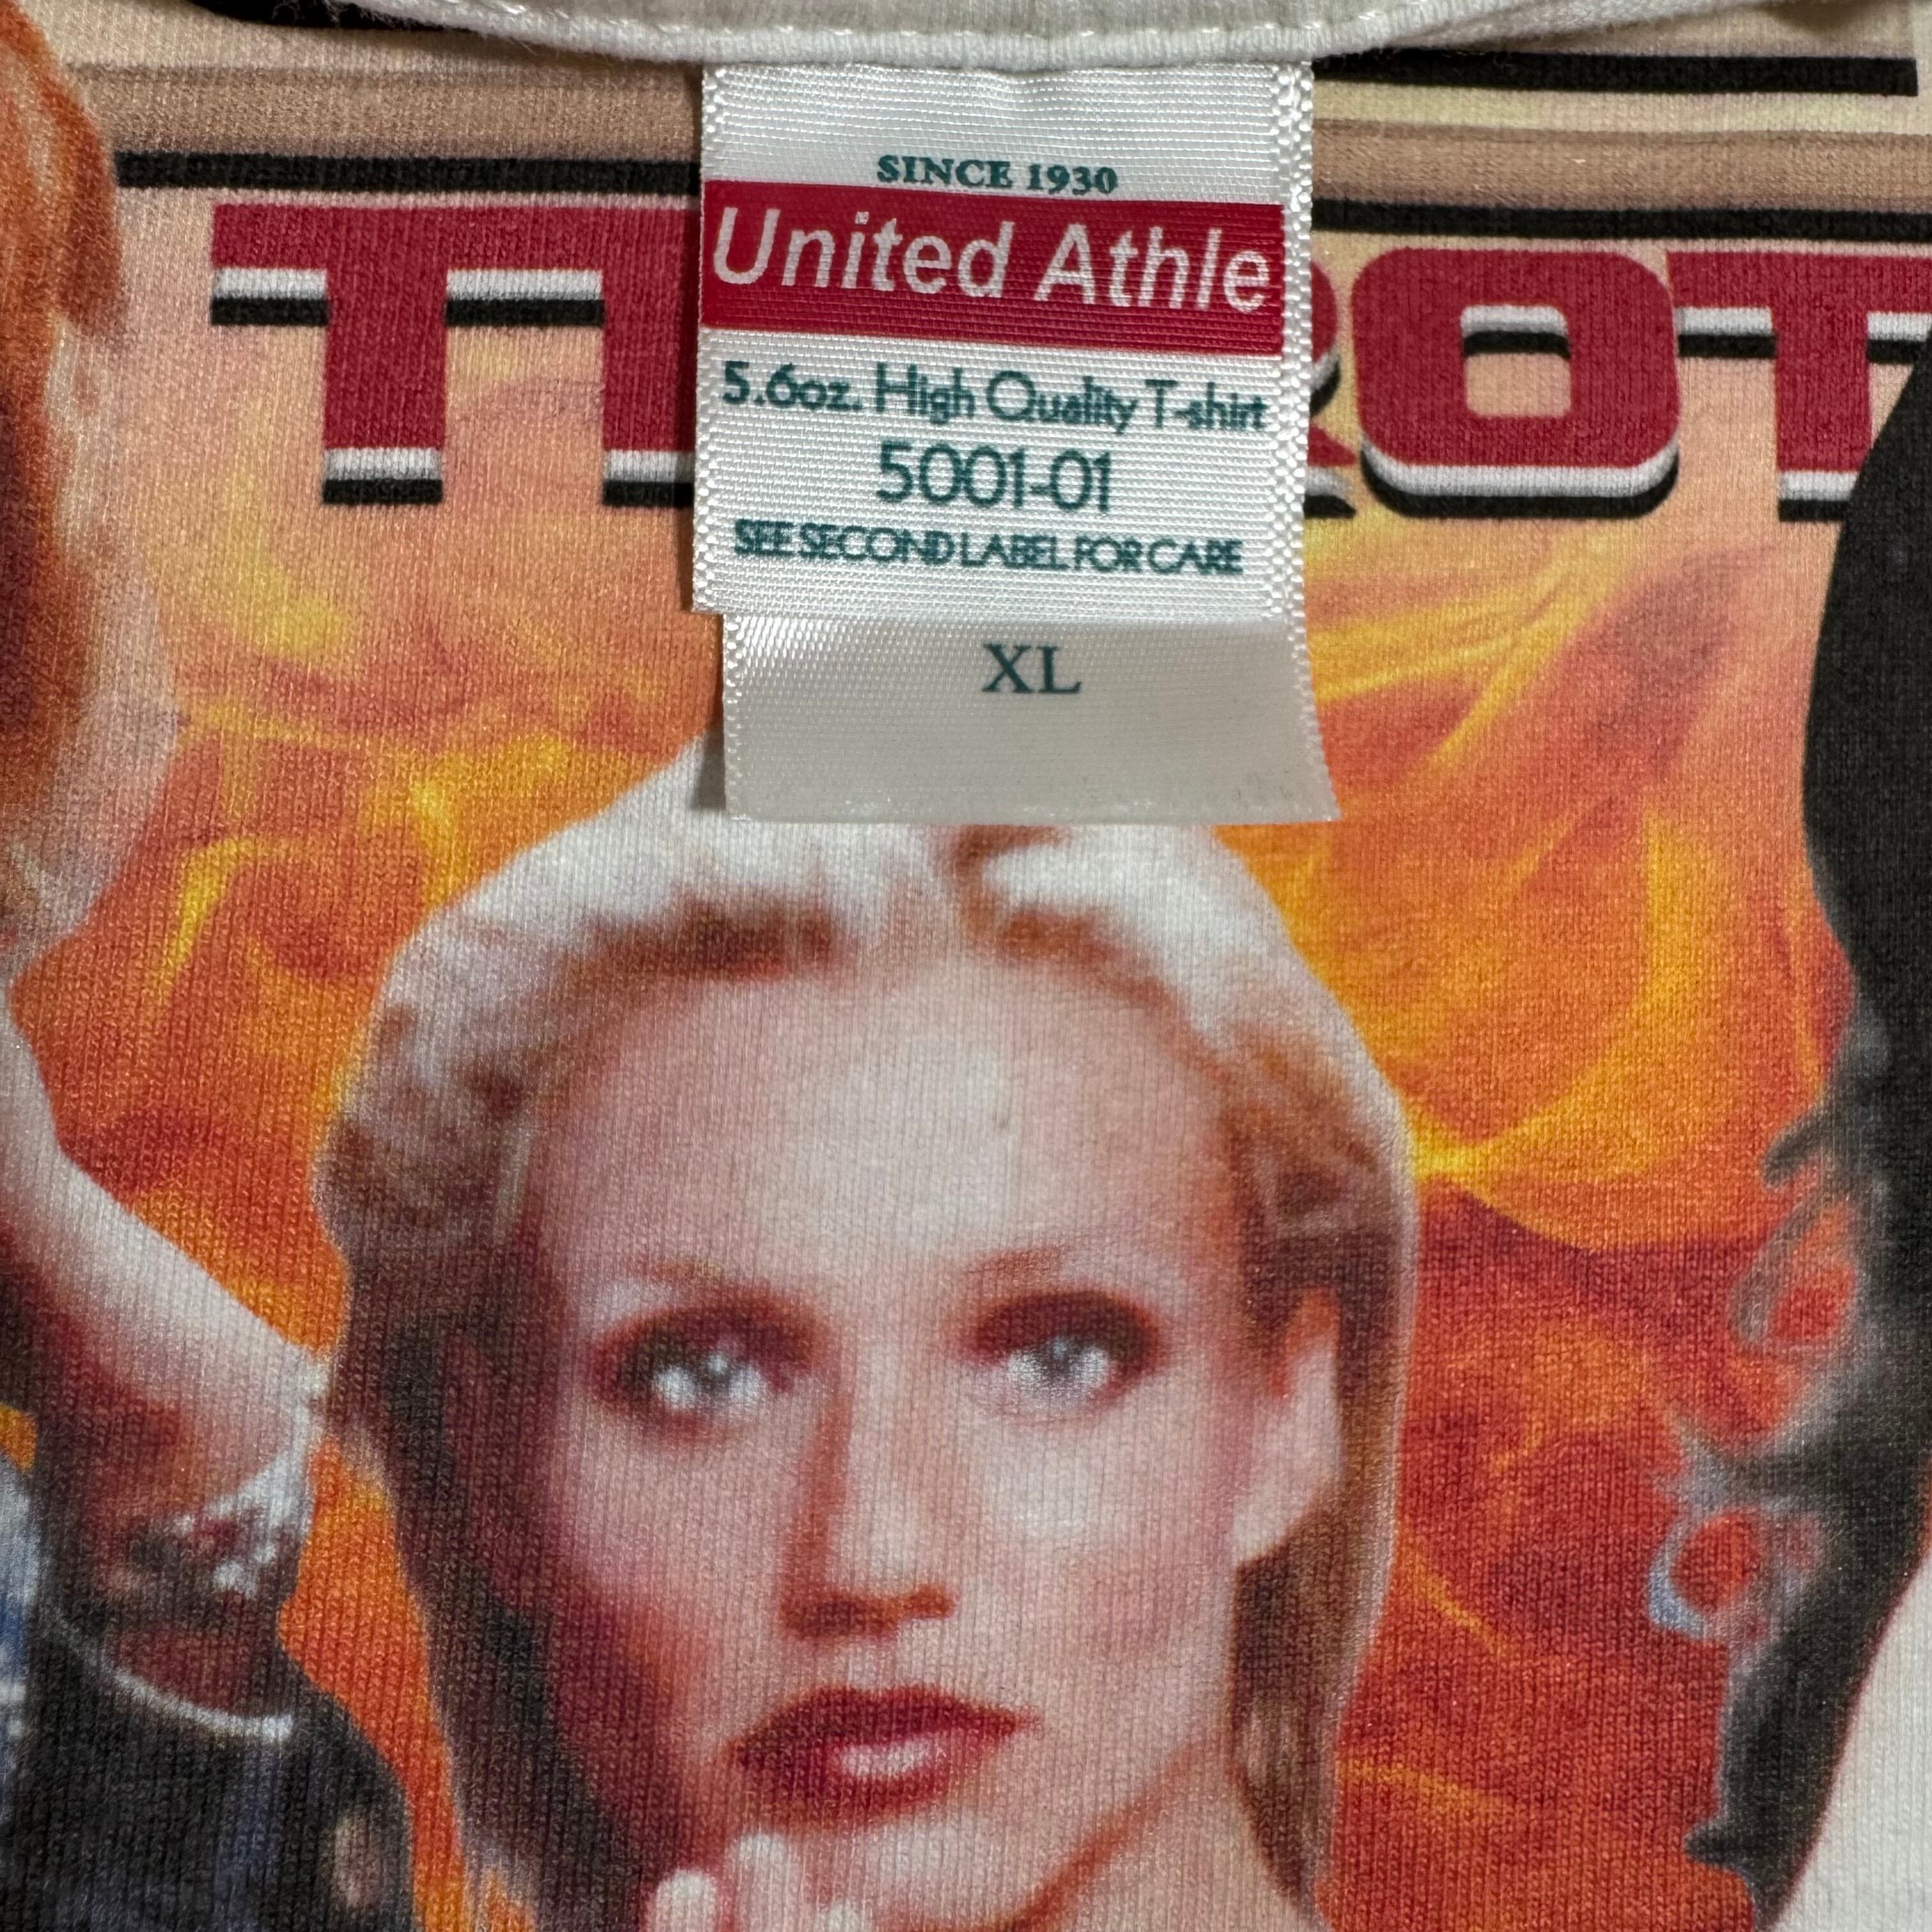 SINCE 1930
United Athle
5.6oz. High Quality T-shirt
5001-01
SEE SECOND LABEL FOR CARE
XL